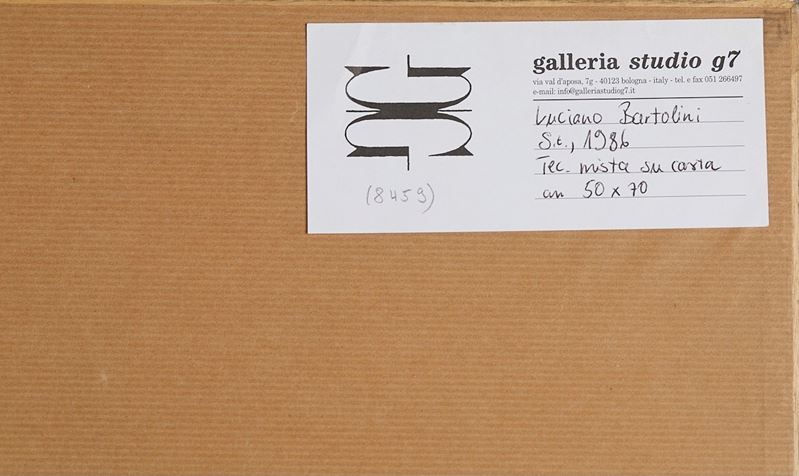 galleria studio g7
via val d'aposa, 7g - 40123 bologna - italy - tel. e fax 051 266497
e-mail: info@galleriastudiog7.it
Luciano Bartolini
S.t., 1986
Tec. mista su carta
cm 50 x 70
(8459)